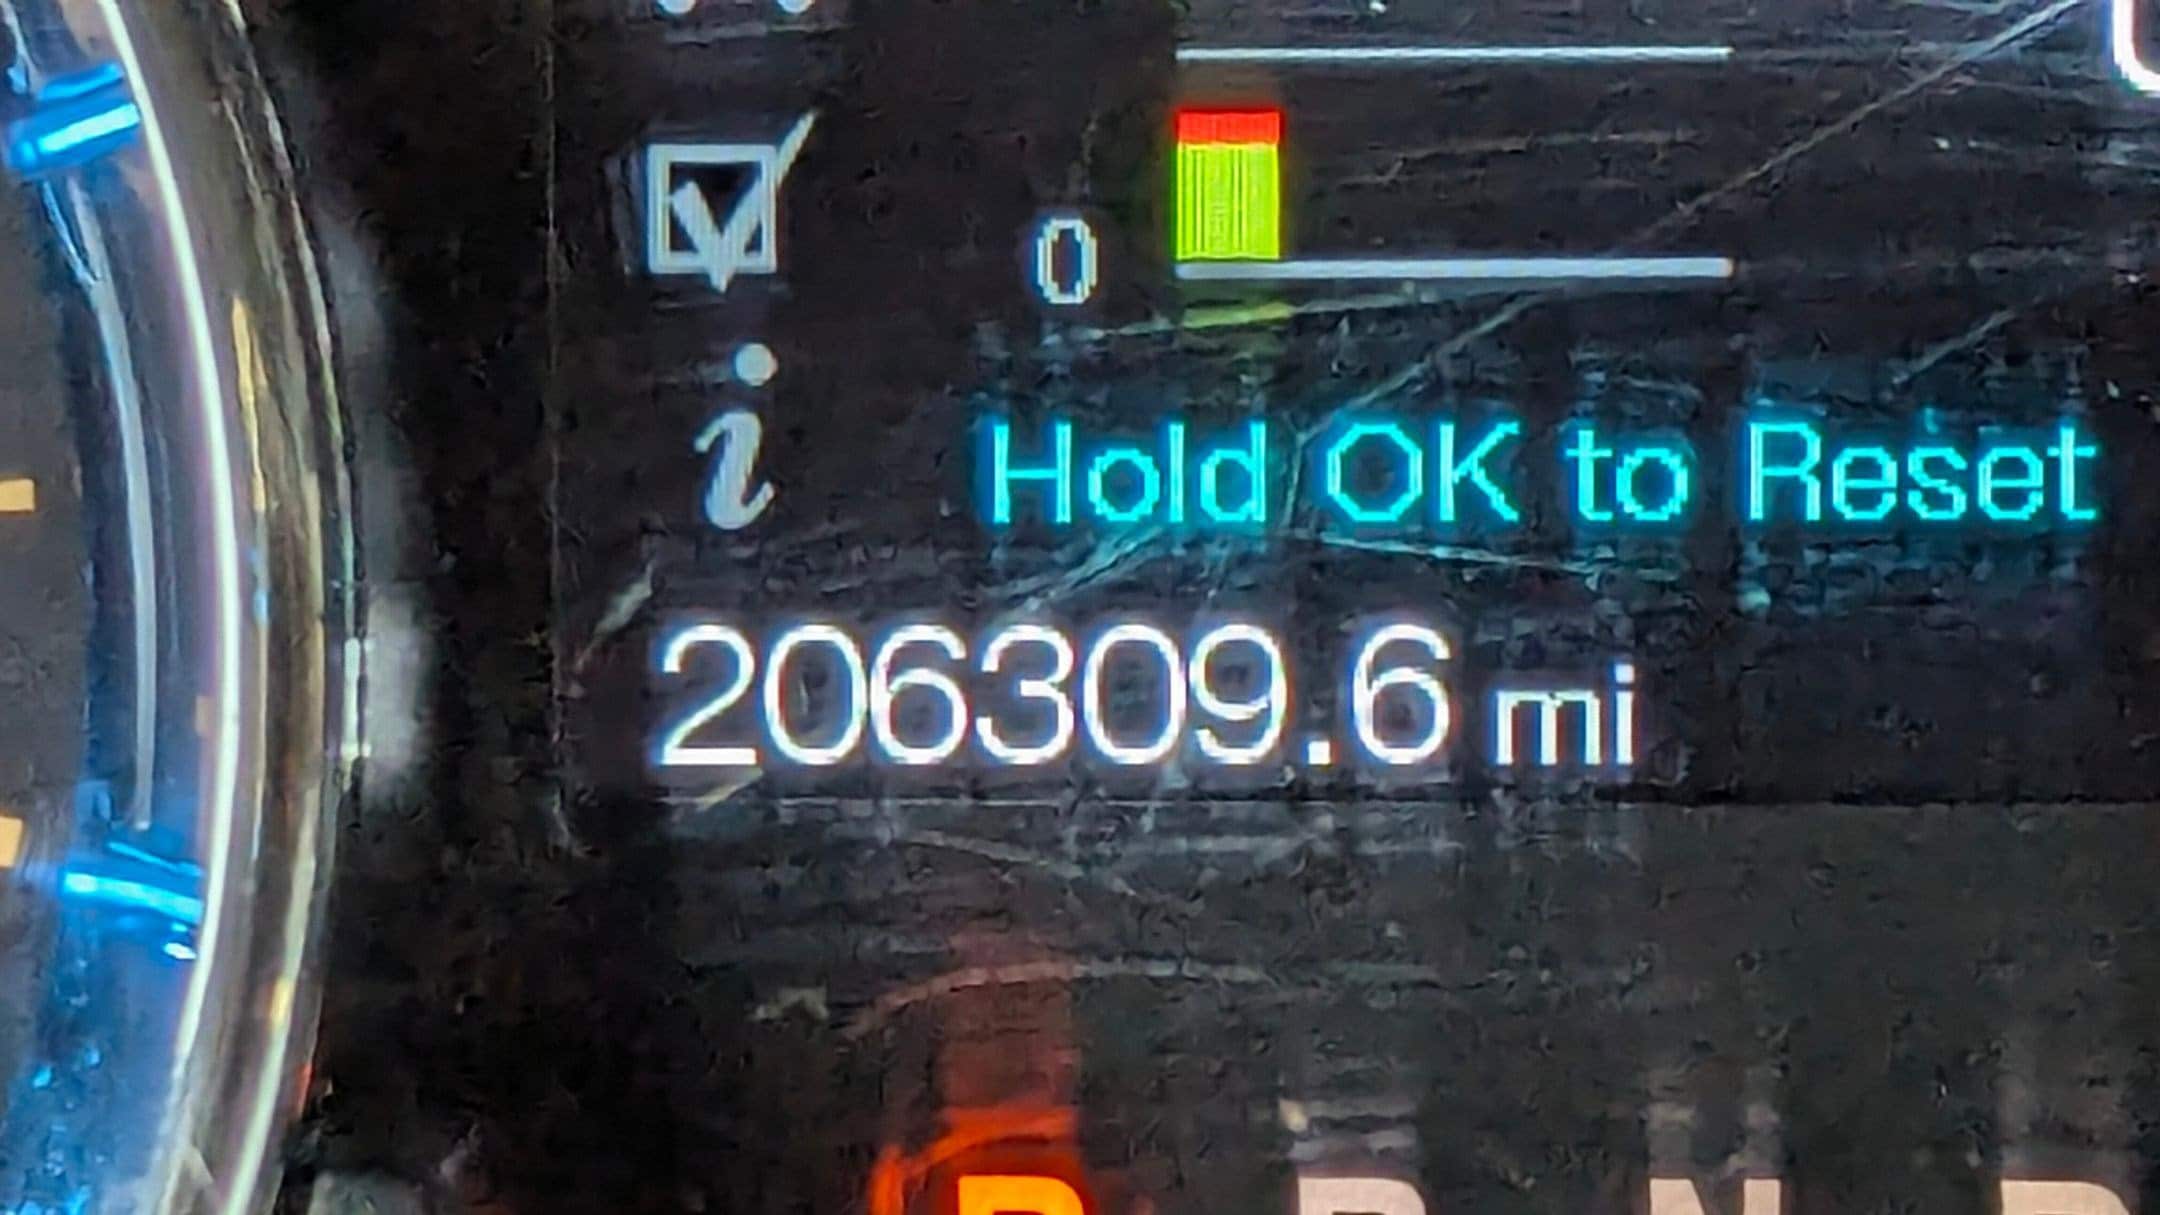 0
Hold OK to Reset
206309.6 mi
P R N D